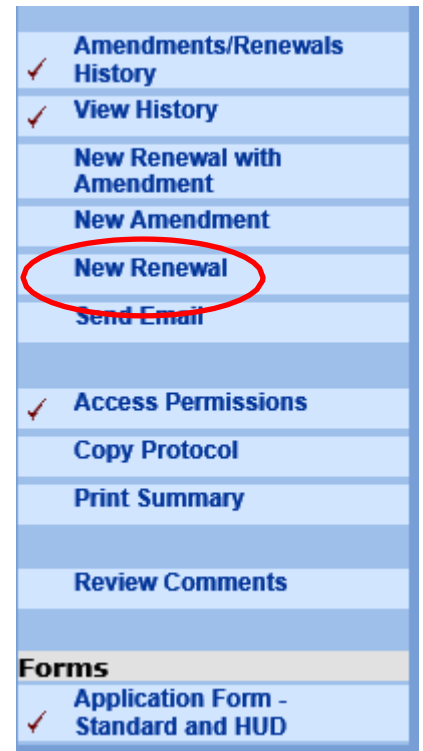 Amendments/Renewals
History
View History
New Renewal with
Amendment
New Amendment
New Renewal
Send Email
Access Permissions
Copy Protocol
Print Summary
Review Comments
Forms
Application Form -
Standard and HUD